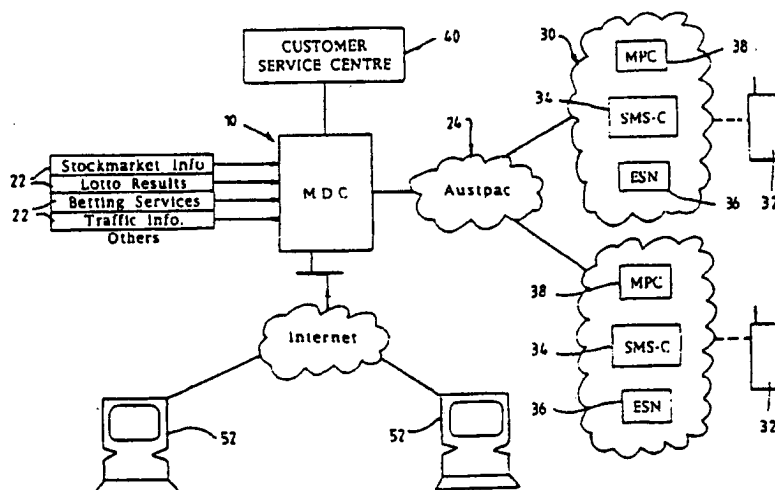 CUSTOMER
SERVICE CENTRE
40
30
MPC
38
34
SMS-C
10
24
Stockmarket Info
22
Lotto Results
MDC
Austpac
ESN
Betting Services
22
Traffic Info.
36
32
Others
MPC
38
Internet
34
SMS-C
36
ESN
52
52
32